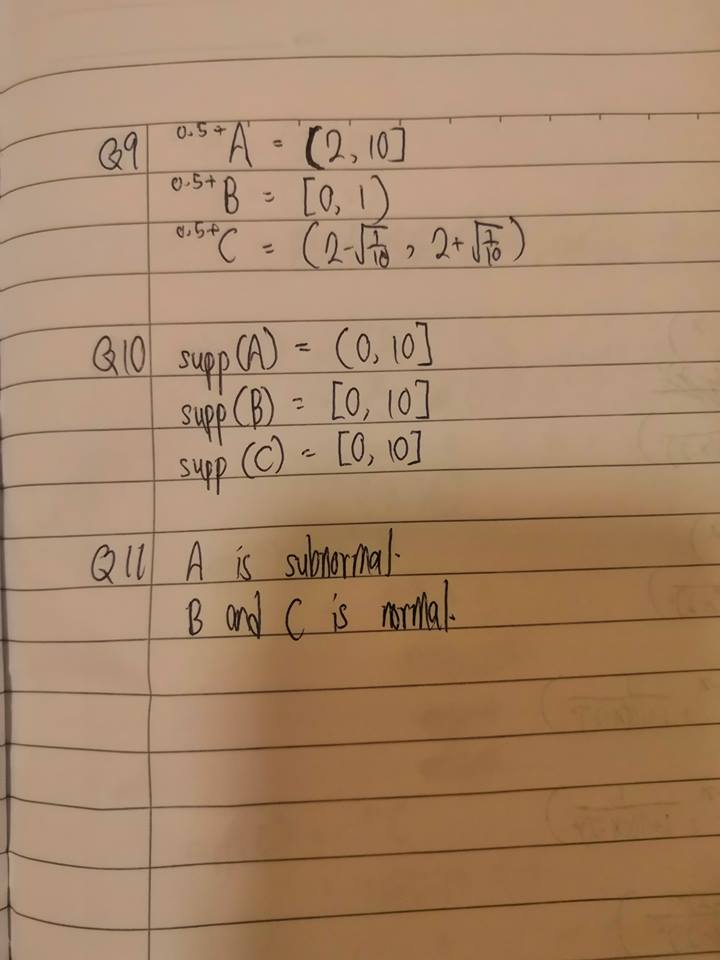 Q9 ⁰·⁵⁺A = (2, 10]
⁰·⁵⁺B = [0, 1)
⁰·⁵⁺C = (2-√(1/10), 2+√(1/10))
Q10 supp(A) = (0, 10]
supp(B) = [0, 10]
supp (C) = [0, 10]
Q11 A is subnormal.
B and C is normal.